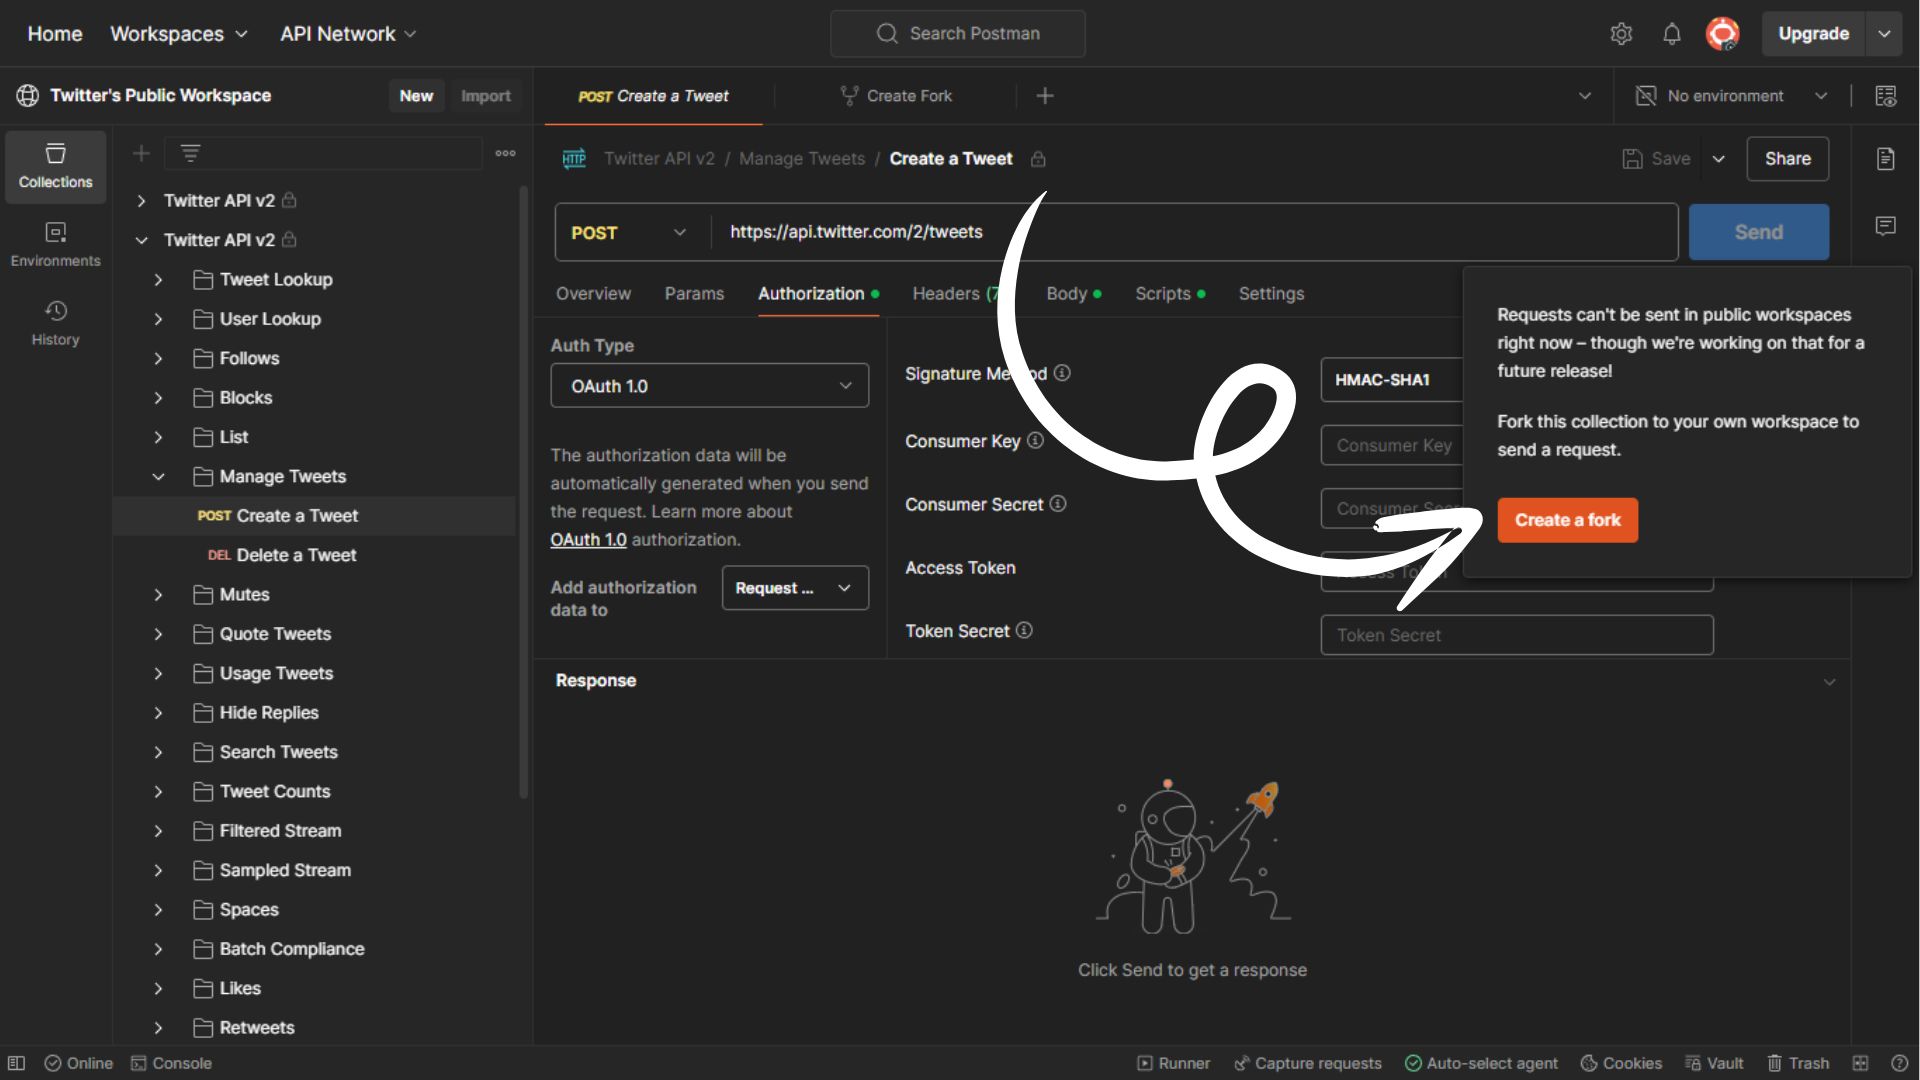 Home
Workspaces
API Network
Search Postman
Upgrade
Twitter's Public Workspace
New
Import
POST Create a Tweet
Create Fork
No environment
Collections
Environments
History
Twitter API v2
Twitter API v2
Tweet Lookup
User Lookup
Follows
Blocks
List
Manage Tweets
POST Create a Tweet
DEL Delete a Tweet
Mutes
Quote Tweets
Usage Tweets
Hide Replies
Search Tweets
Tweet Counts
Filtered Stream
Sampled Stream
Spaces
Batch Compliance
Likes
Retweets
HTTP
Twitter API v2 / Manage Tweets / Create a Tweet
Save
Share
POST
https://api.twitter.com/2/tweets
Send
Overview
Params
Authorization
Headers
Body
Scripts
Settings
Auth Type
OAuth 1.0
The authorization data will be
automatically generated when you send
the request. Learn more about
OAuth 1.0 authorization.
Add authorization
data to
Request ...
Signature Method
HMAC-SHA1
Consumer Key
Consumer Key
Consumer Secret
Consumer
Access Token
Token Secret
Token Secret
Requests can't be sent in public workspaces
right now – though we're working on that for a
future release!
Fork this collection to your own workspace to
send a request.
Create a fork
Response
Click Send to get a response
Online
Console
Runner
Capture requests
Auto-select agent
Cookies
Vault
Trash